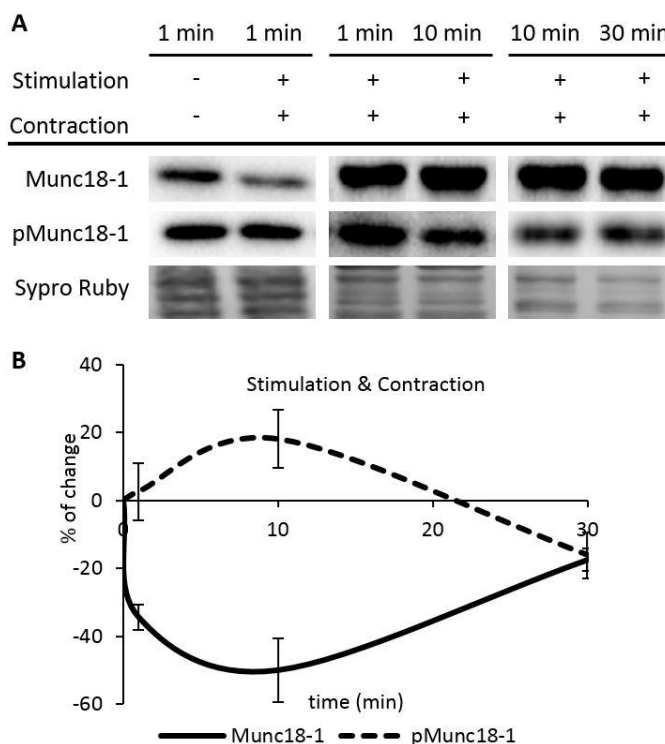 A
1 min 1 min 1 min 10 min 10 min 30 min
Stimulation - + + + + +
Contraction - + + + + +
Munc18-1
pMunc18-1
Sypro Ruby
B
Stimulation & Contraction
% of change
40
20
0
-20
-40
-60
0 10 20 30
time (min)
Munc18-1 pMunc18-1